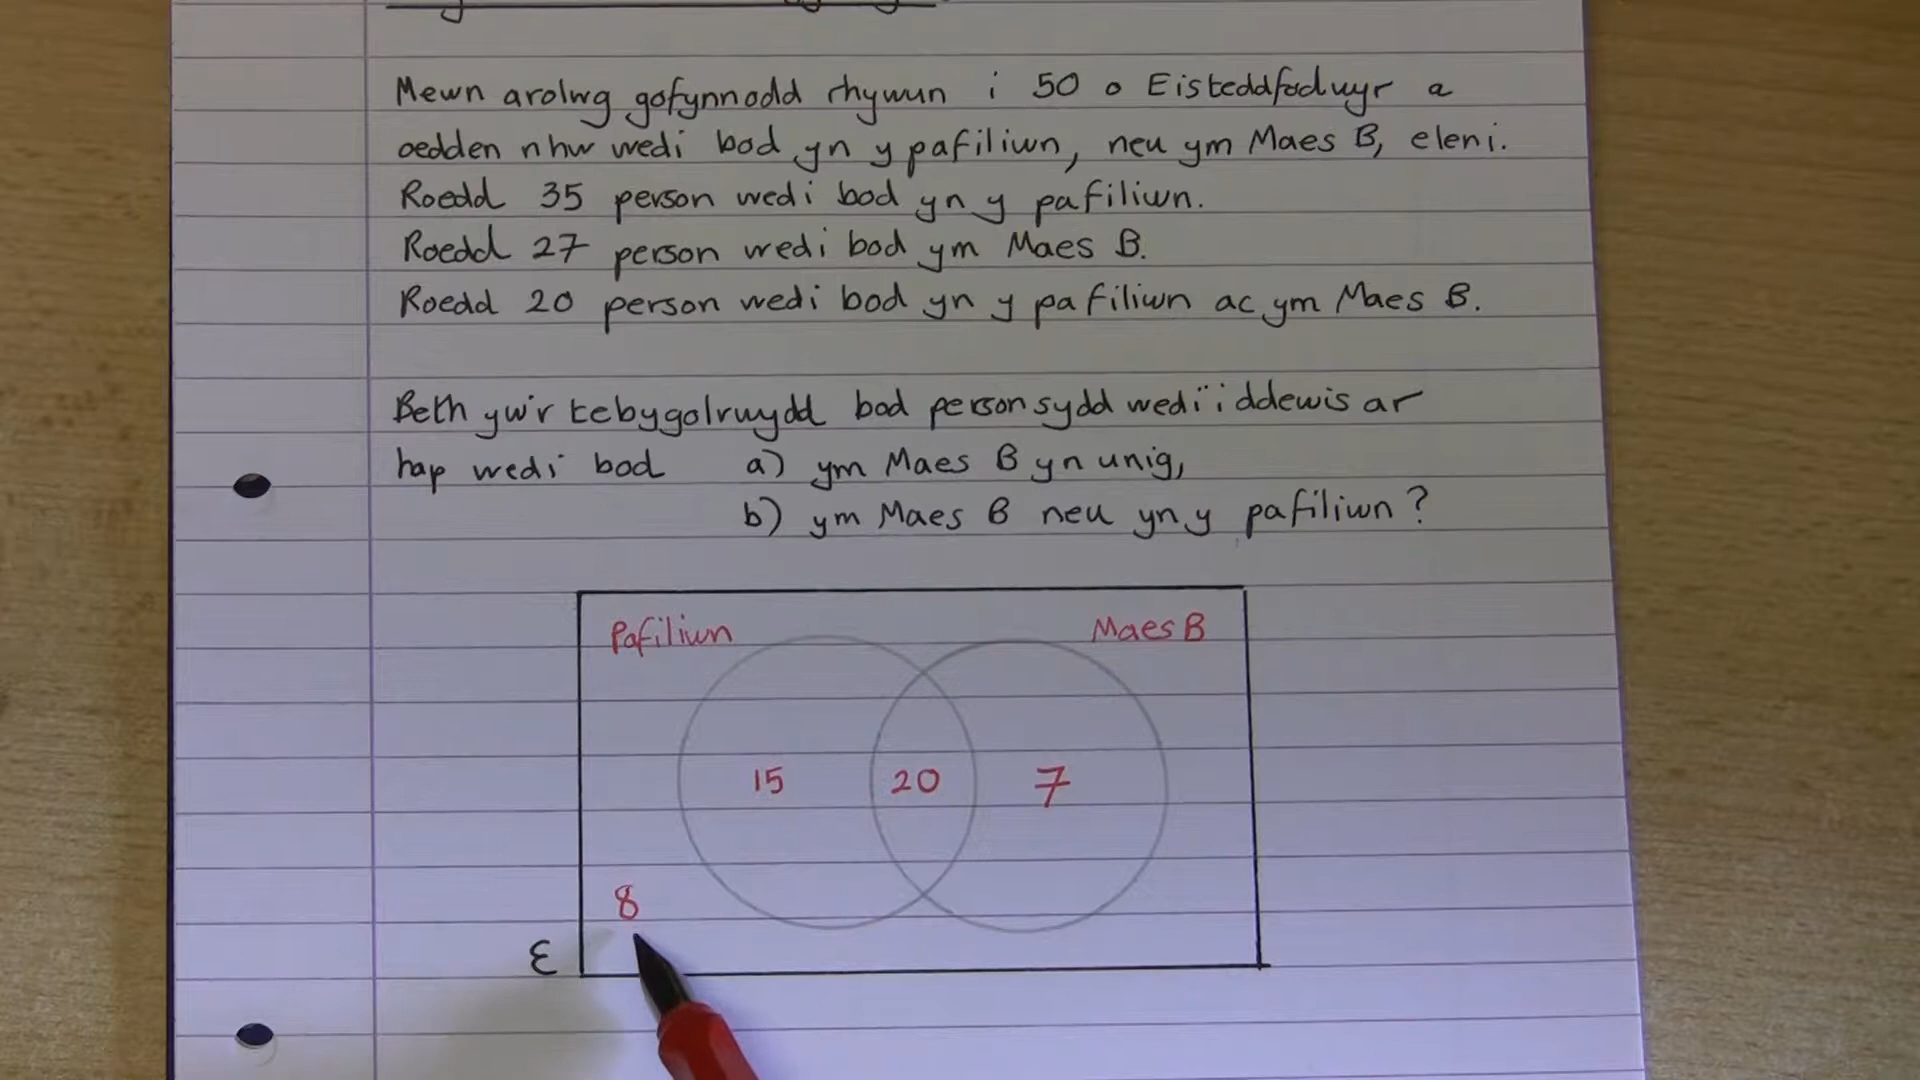 Mewn arolwg gofynnodd rhywun i 50 o Eisteddfodwyr a
oedden nhw wedi bod yn y pafiliwn, neu ym Maes B, eleni.
Roedd 35 person wedi bod yn y pafiliwn.
Roedd 27 person wedi bod ym Maes B.
Roedd 20 person wedi bod yn y pafiliwn ac ym Maes B.
Beth yw'r tebygolrwydd bod person sydd wedi'i ddewis ar
hap wedi bod a) ym Maes B yn unig,
b) ym Maes B neu yn y pafiliwn?
Pafiliwn Maes B
15 20 7
8
ε